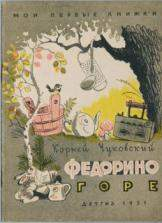 МОИ ПЕРВЫЕ КНИЖКИ
Корней Чуковский
ФЕДОРИНО
ГОРЕ
ДЕТГИЗ 1951